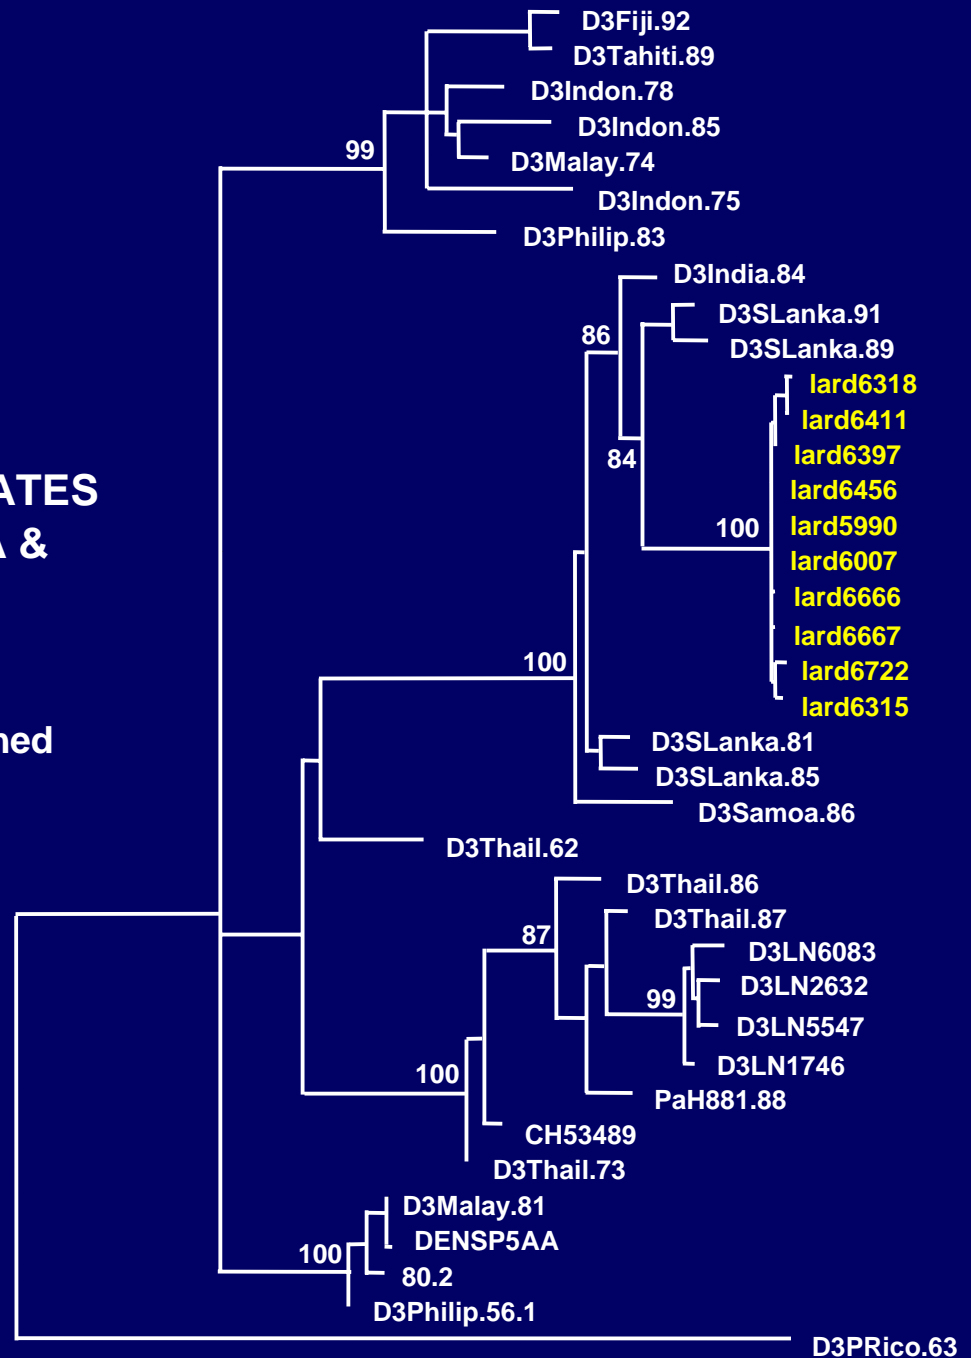 D3Fiji.92
D3Tahiti.89
D3Indon.78
D3Indon.85
99
D3Malay.74
D3Indon.75
D3Philip.83
D3India.84
D3SLanka.91
86
D3SLanka.89
lard6318
lard6411
84
lard6397
ATES
lard6456
100
lard5990
A &
lard6007
lard6666
lard6667
100
lard6722
lard6315
ned
D3SLanka.81
D3SLanka.85
D3Samoa.86
D3Thail.62
D3Thail.86
D3Thail.87
87
D3LN6083
D3LN2632
99
D3LN5547
D3LN1746
100
PaH881.88
CH53489
D3Thail.73
D3Malay.81
DENSP5AA
100
80.2
D3Philip.56.1
D3PRico.63